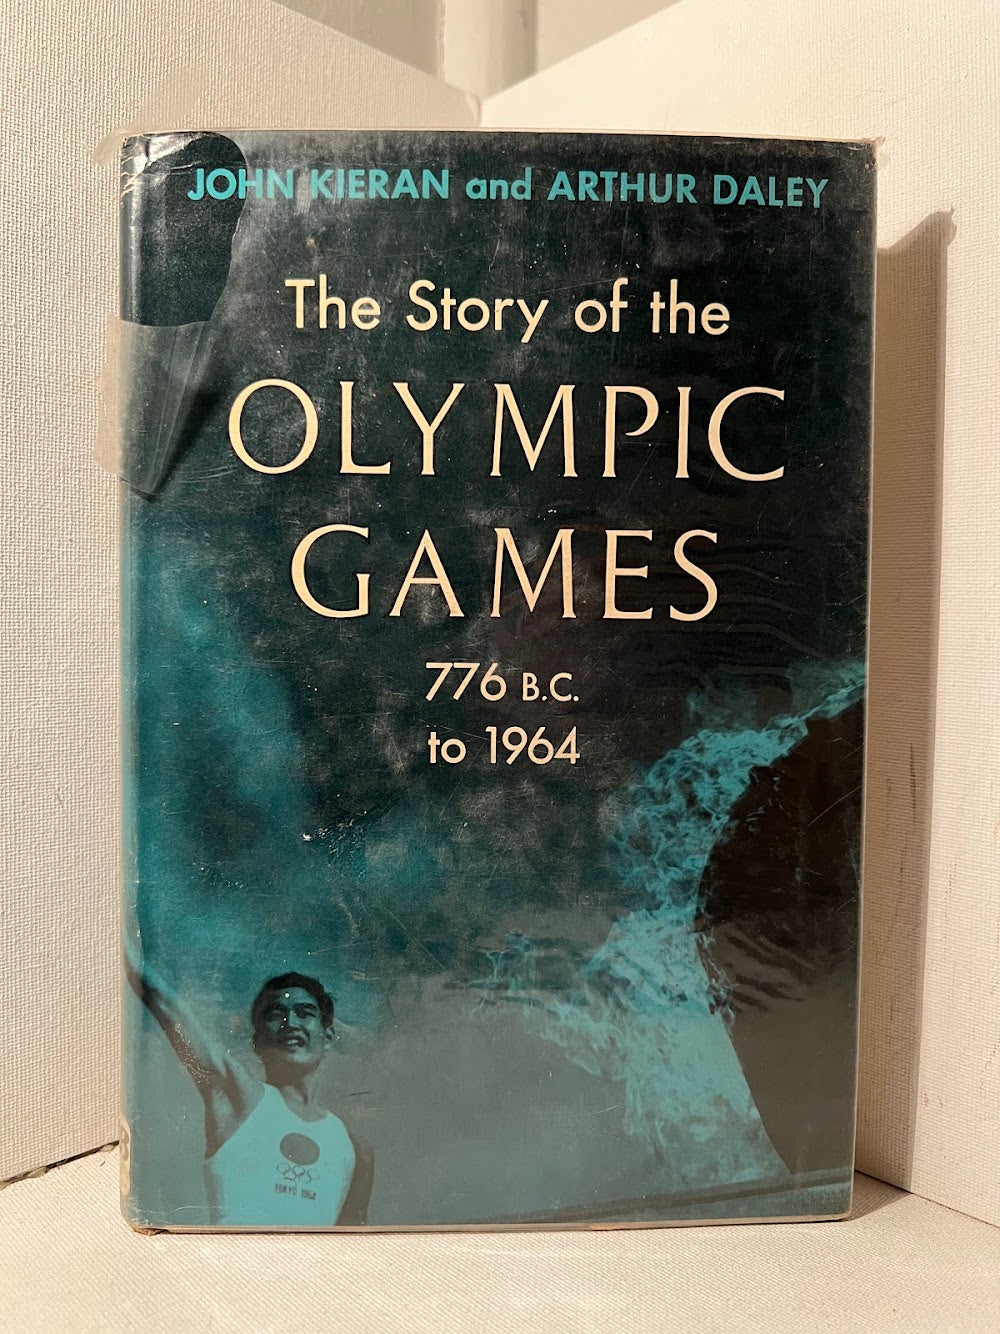 JOHN KIERAN and ARTHUR DALEY
The Story of the
OLYMPIC
GAMES
776 B.C.
to 1964
TOKYO 1964